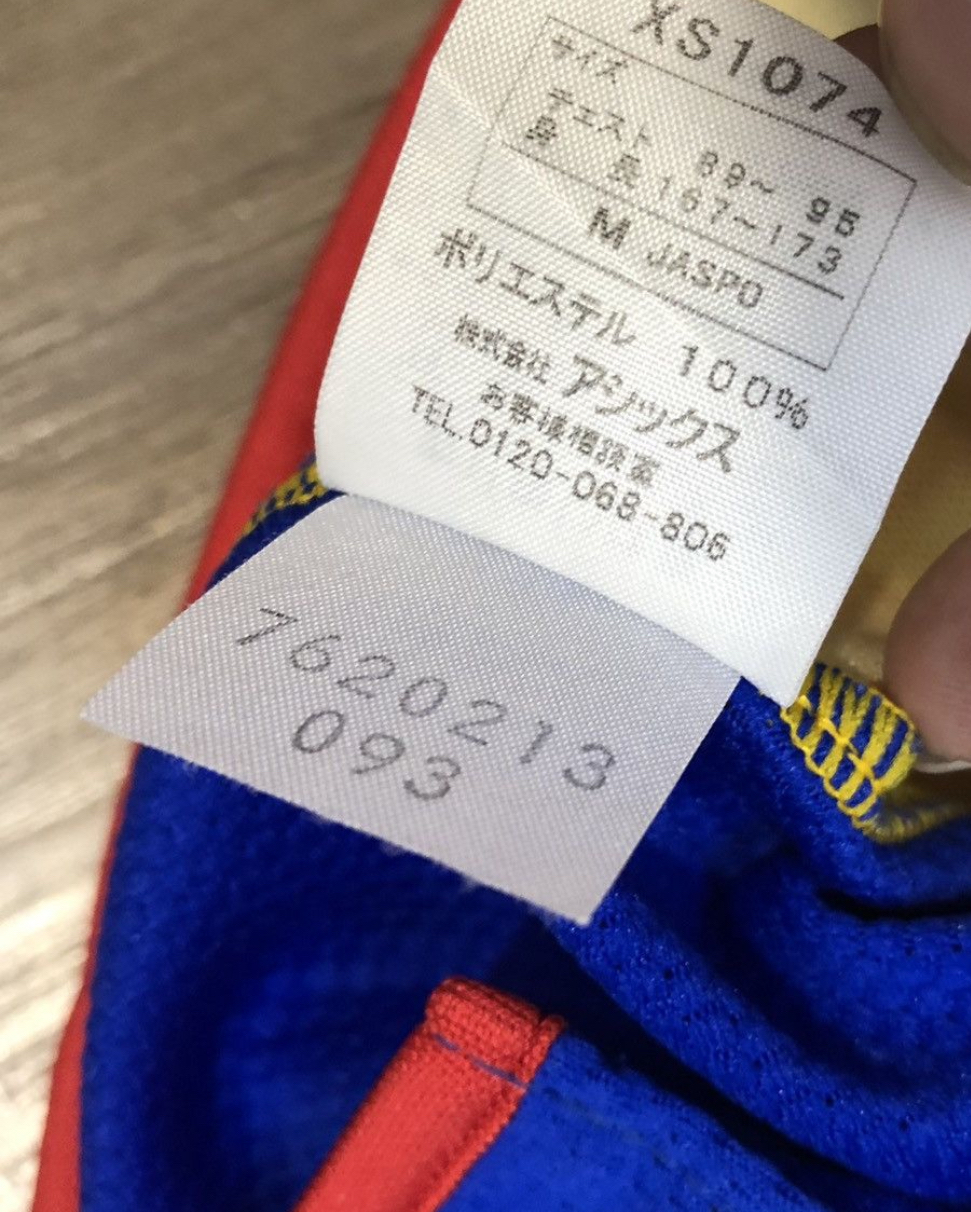 XS1074
サイズ
チェスト 89~ 95
身 長 167~173
M JASPO
ポリエステル 100%
株式会社 アシックス
お客様相談室
TEL.0120-068-806
7620213
093